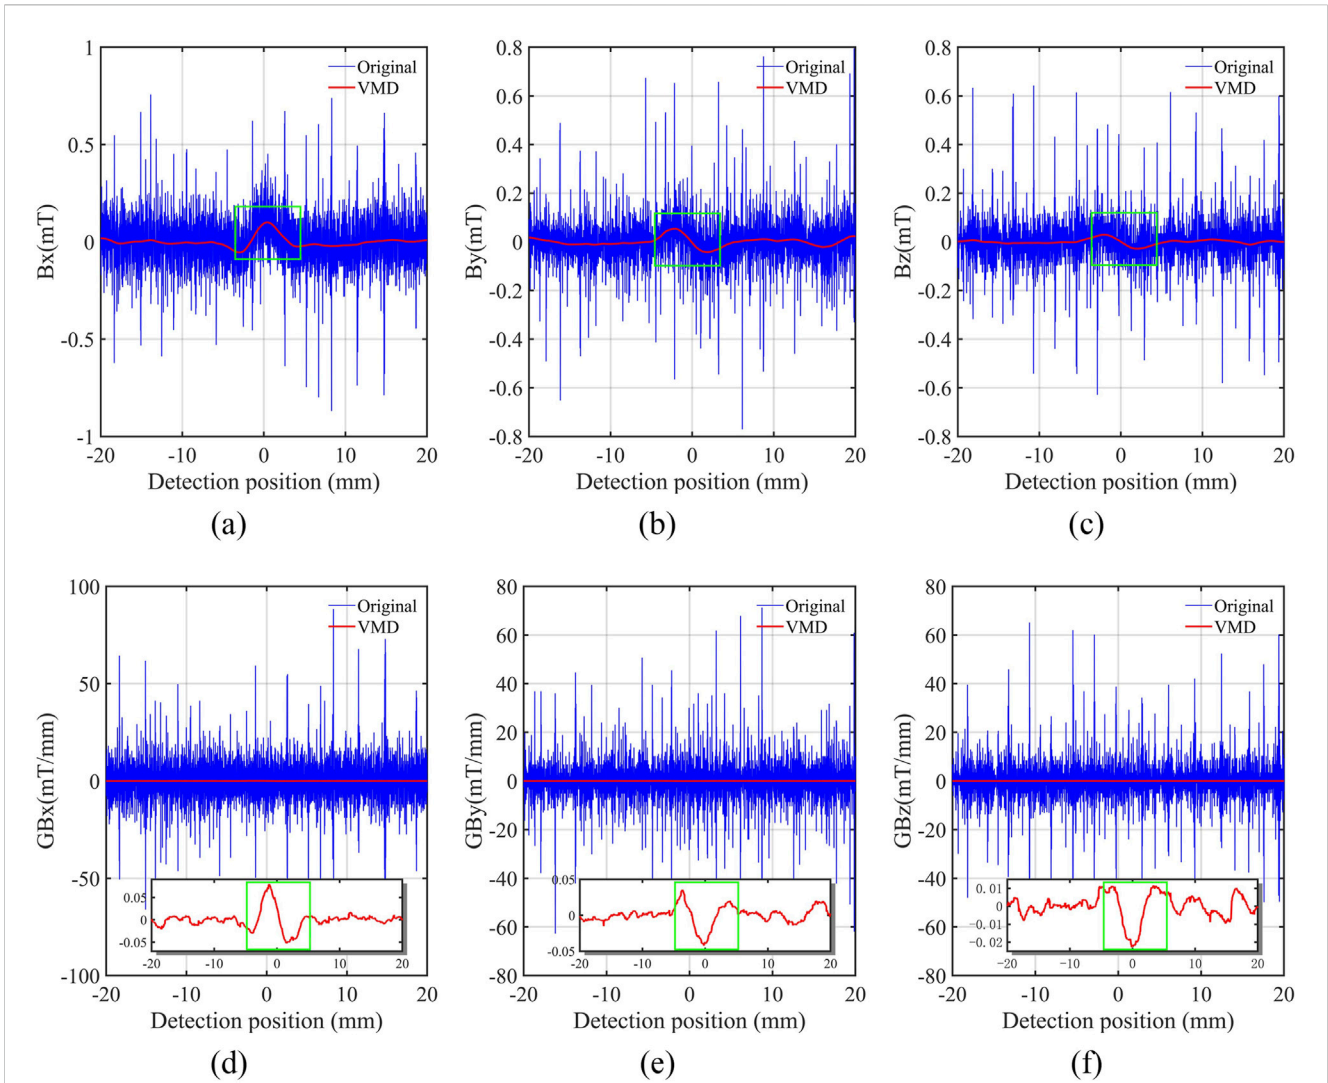 1
0.5
0
-0.5
-1
Bx(mT)
Original
VMD
-20 -10 0 10 20
Detection position (mm)
(a)
0.8
0.6
0.4
0.2
0
-0.2
-0.4
-0.6
-0.8
By(mT)
Original
VMD
-20 -10 0 10 20
Detection position (mm)
(b)
0.8
0.6
0.4
0.2
0
-0.2
-0.4
-0.6
-0.8
Bz(mT)
Original
VMD
-20 -10 0 10 20
Detection position (mm)
(c)
100
50
0
-50
-100
GBx(mT/mm)
Original
VMD
0.05
0
-0.05
-20 -10 0 10 20
-20 -10 0 10 20
Detection position (mm)
(d)
80
60
40
20
0
-20
-40
-60
-80
GBy(mT/mm)
Original
VMD
0.05
0
-0.05
-20 -10 0 10 20
-20 -10 0 10 20
Detection position (mm)
(e)
80
60
40
20
0
-20
-40
-60
-80
GBz(mT/mm)
Original
VMD
0.01
0
−0.01
−0.02
−20 −10 0 10 20
-20 -10 0 10 20
Detection position (mm)
(f)